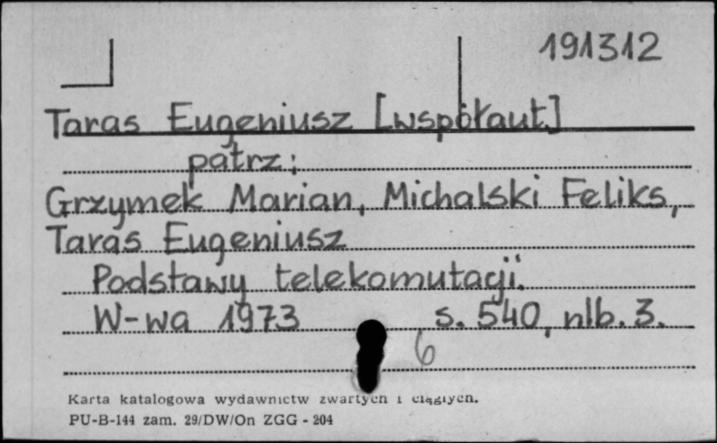 191312
Taras Eugeniusz [współaut]
patrz:
Grzymek Marian, Michalski Feliks,
Taras Eugeniusz
Podstawy telekomutacji.
W-wa 1973 s. 540, nlb. 3.
6
Karta katalogowa wydawnictw zwartych i ciągłych.
PU-B-144 zam. 29/DW/On ZGG - 204